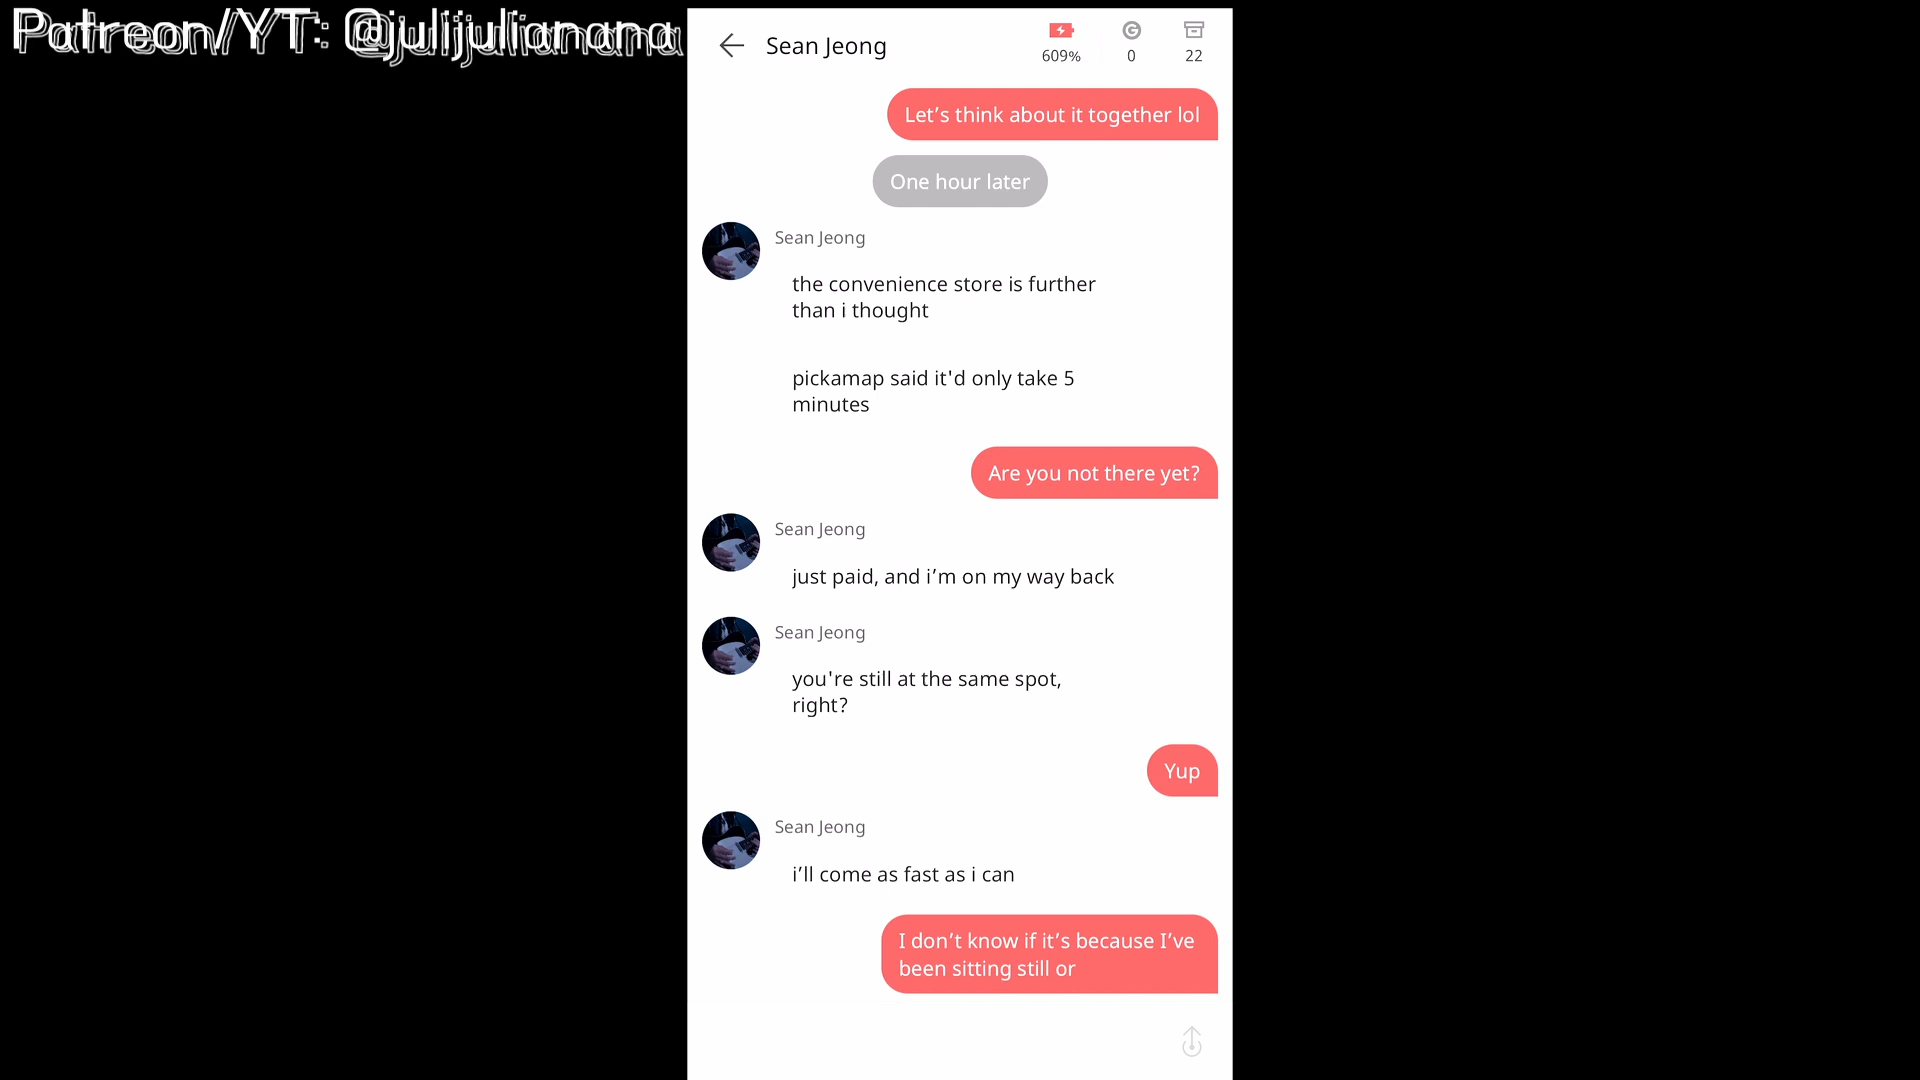 Patreon/YT: @julijulianana
Sean Jeong
609%
0
22
Let’s think about it together lol
One hour later
Sean Jeong
the convenience store is further
than i thought
pickamap said it'd only take 5
minutes
Are you not there yet?
Sean Jeong
just paid, and i’m on my way back
Sean Jeong
you're still at the same spot,
right?
Yup
Sean Jeong
i’ll come as fast as i can
I don’t know if it’s because I’ve
been sitting still or